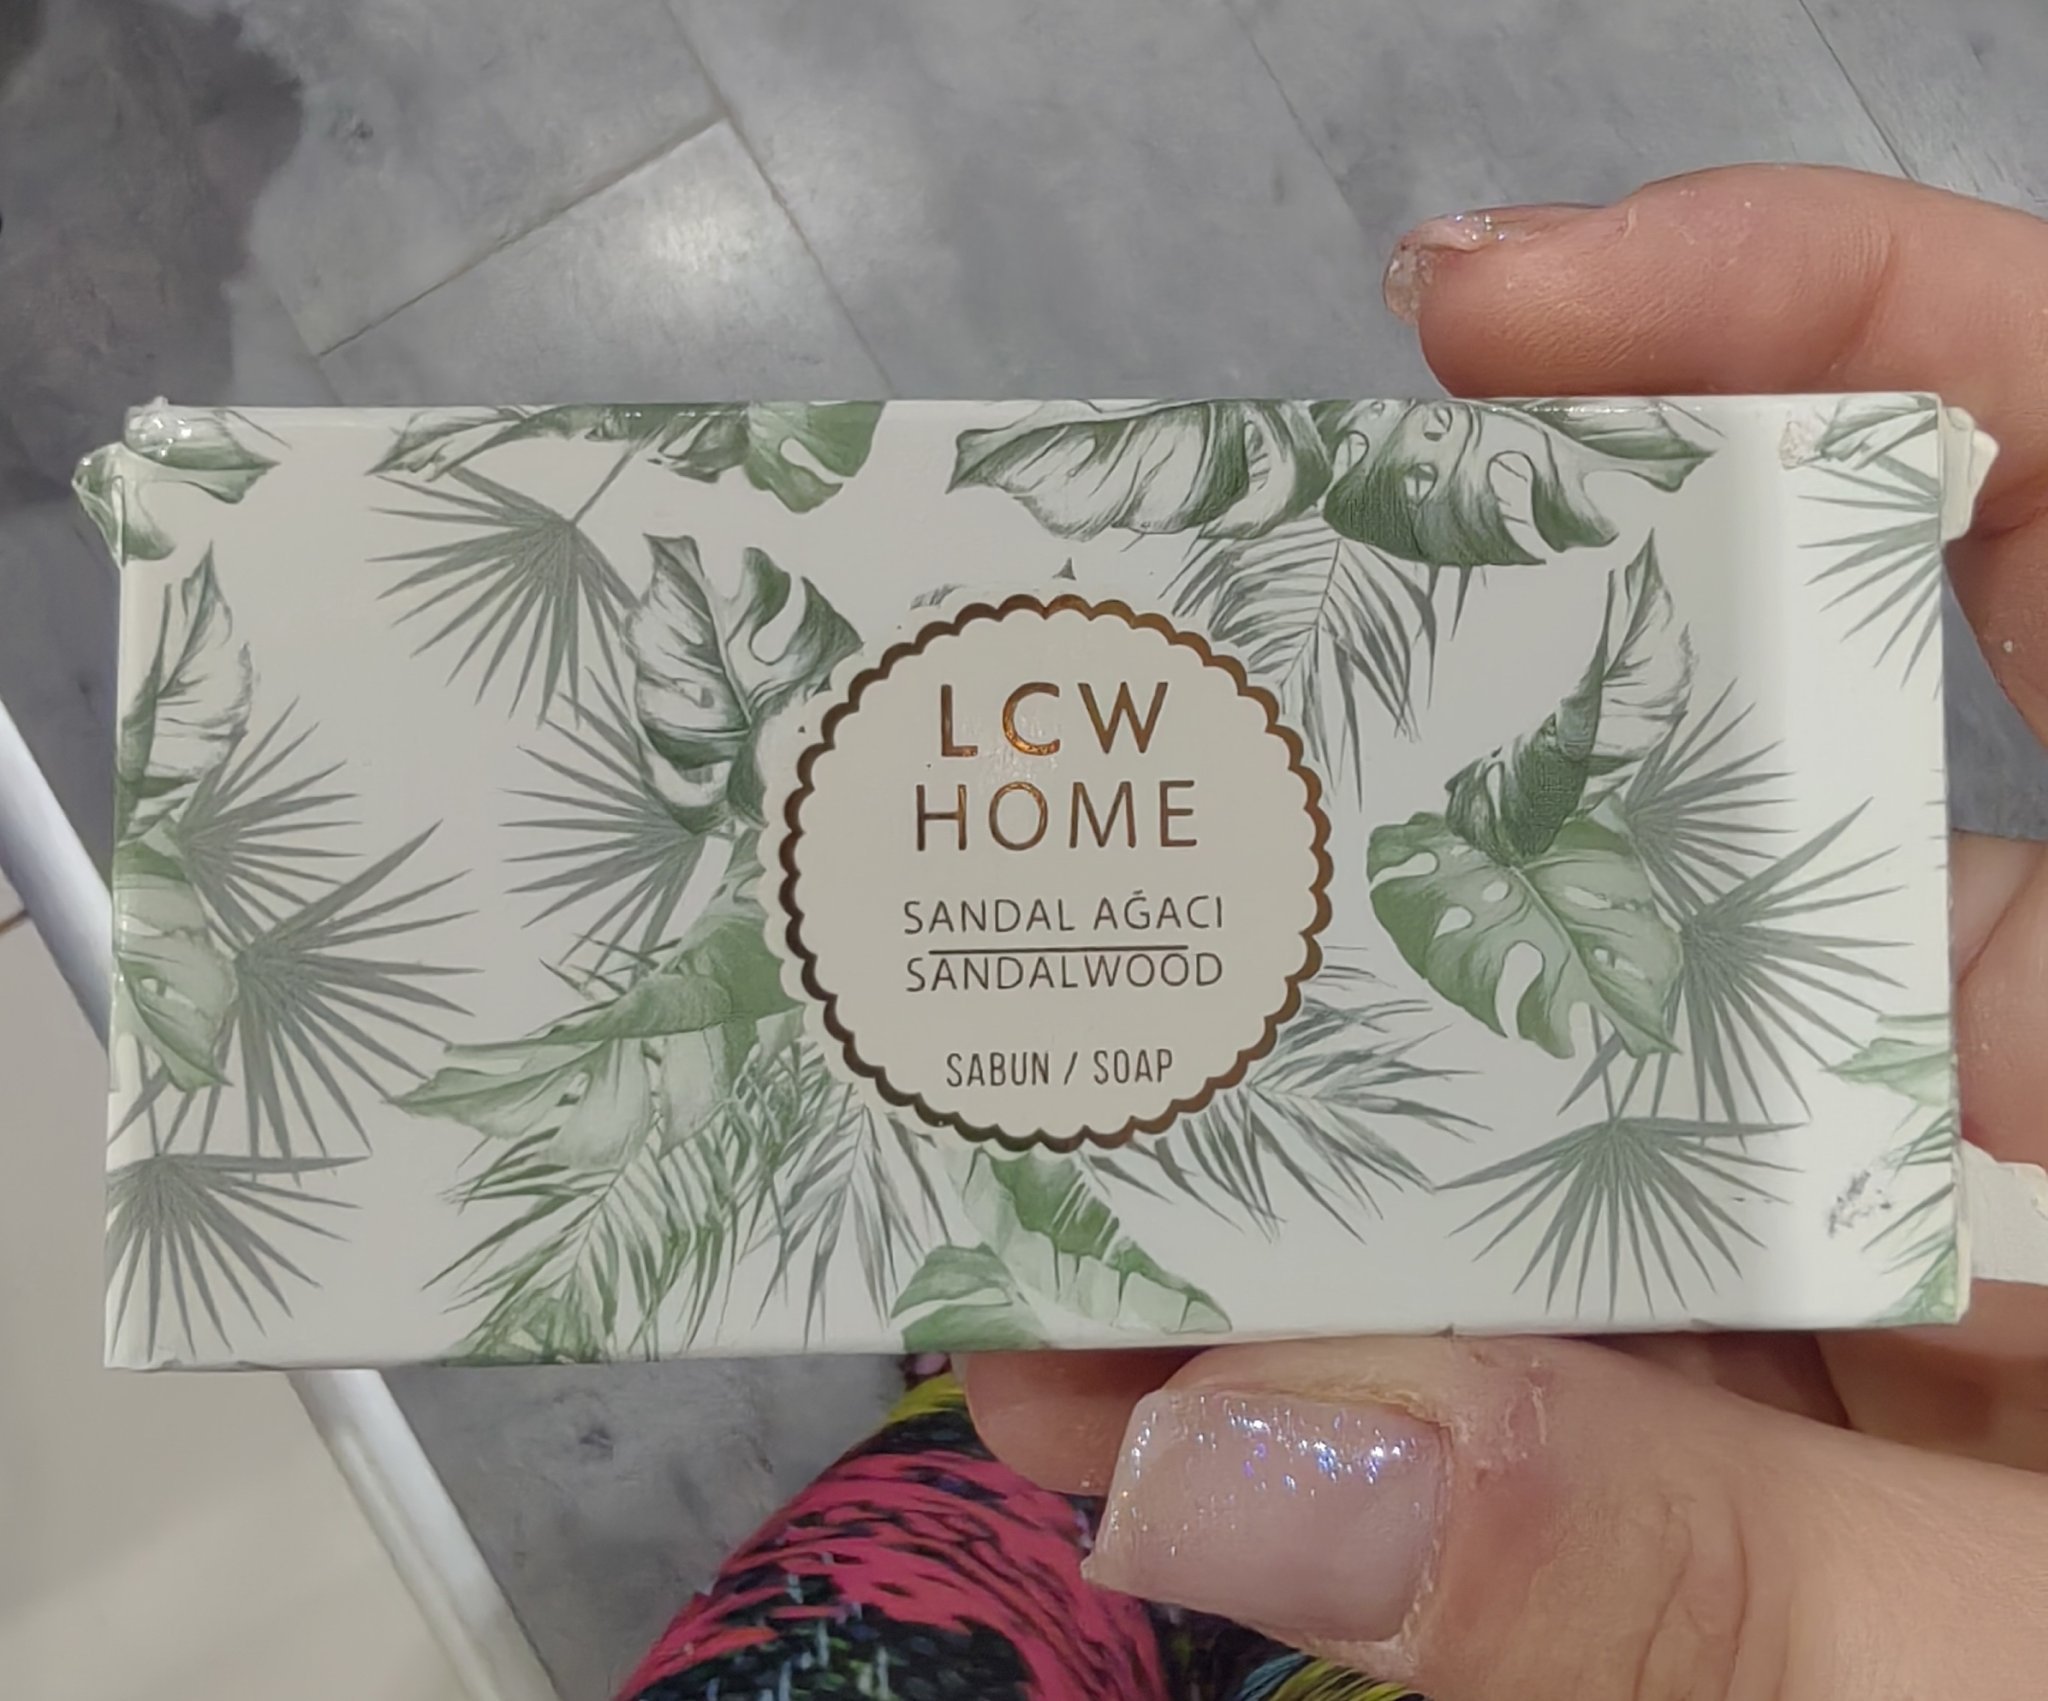 LCW
HOME
SANDAL AĞACI
SANDALWOOD
SABUN / SOAP